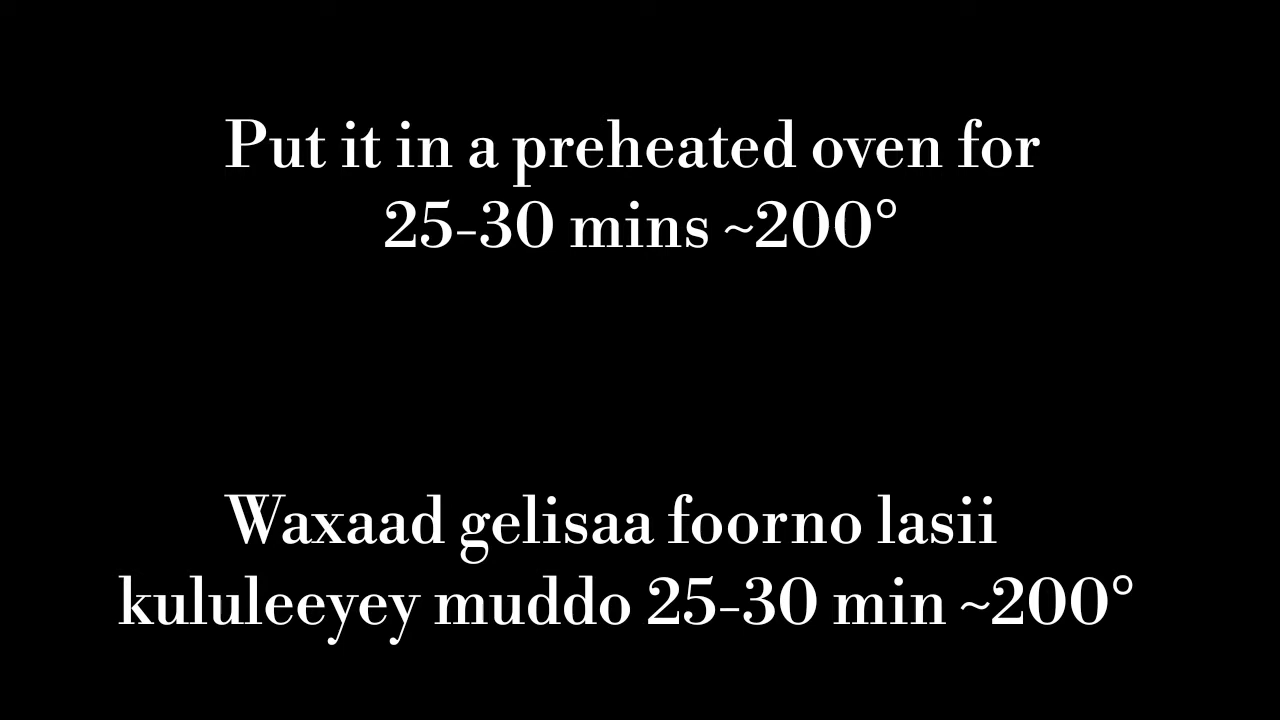 Put it in a preheated oven for
25-30 mins ~200°
Waxaad gelisaa foorno lasii
kululeeyey muddo 25-30 min ~200°